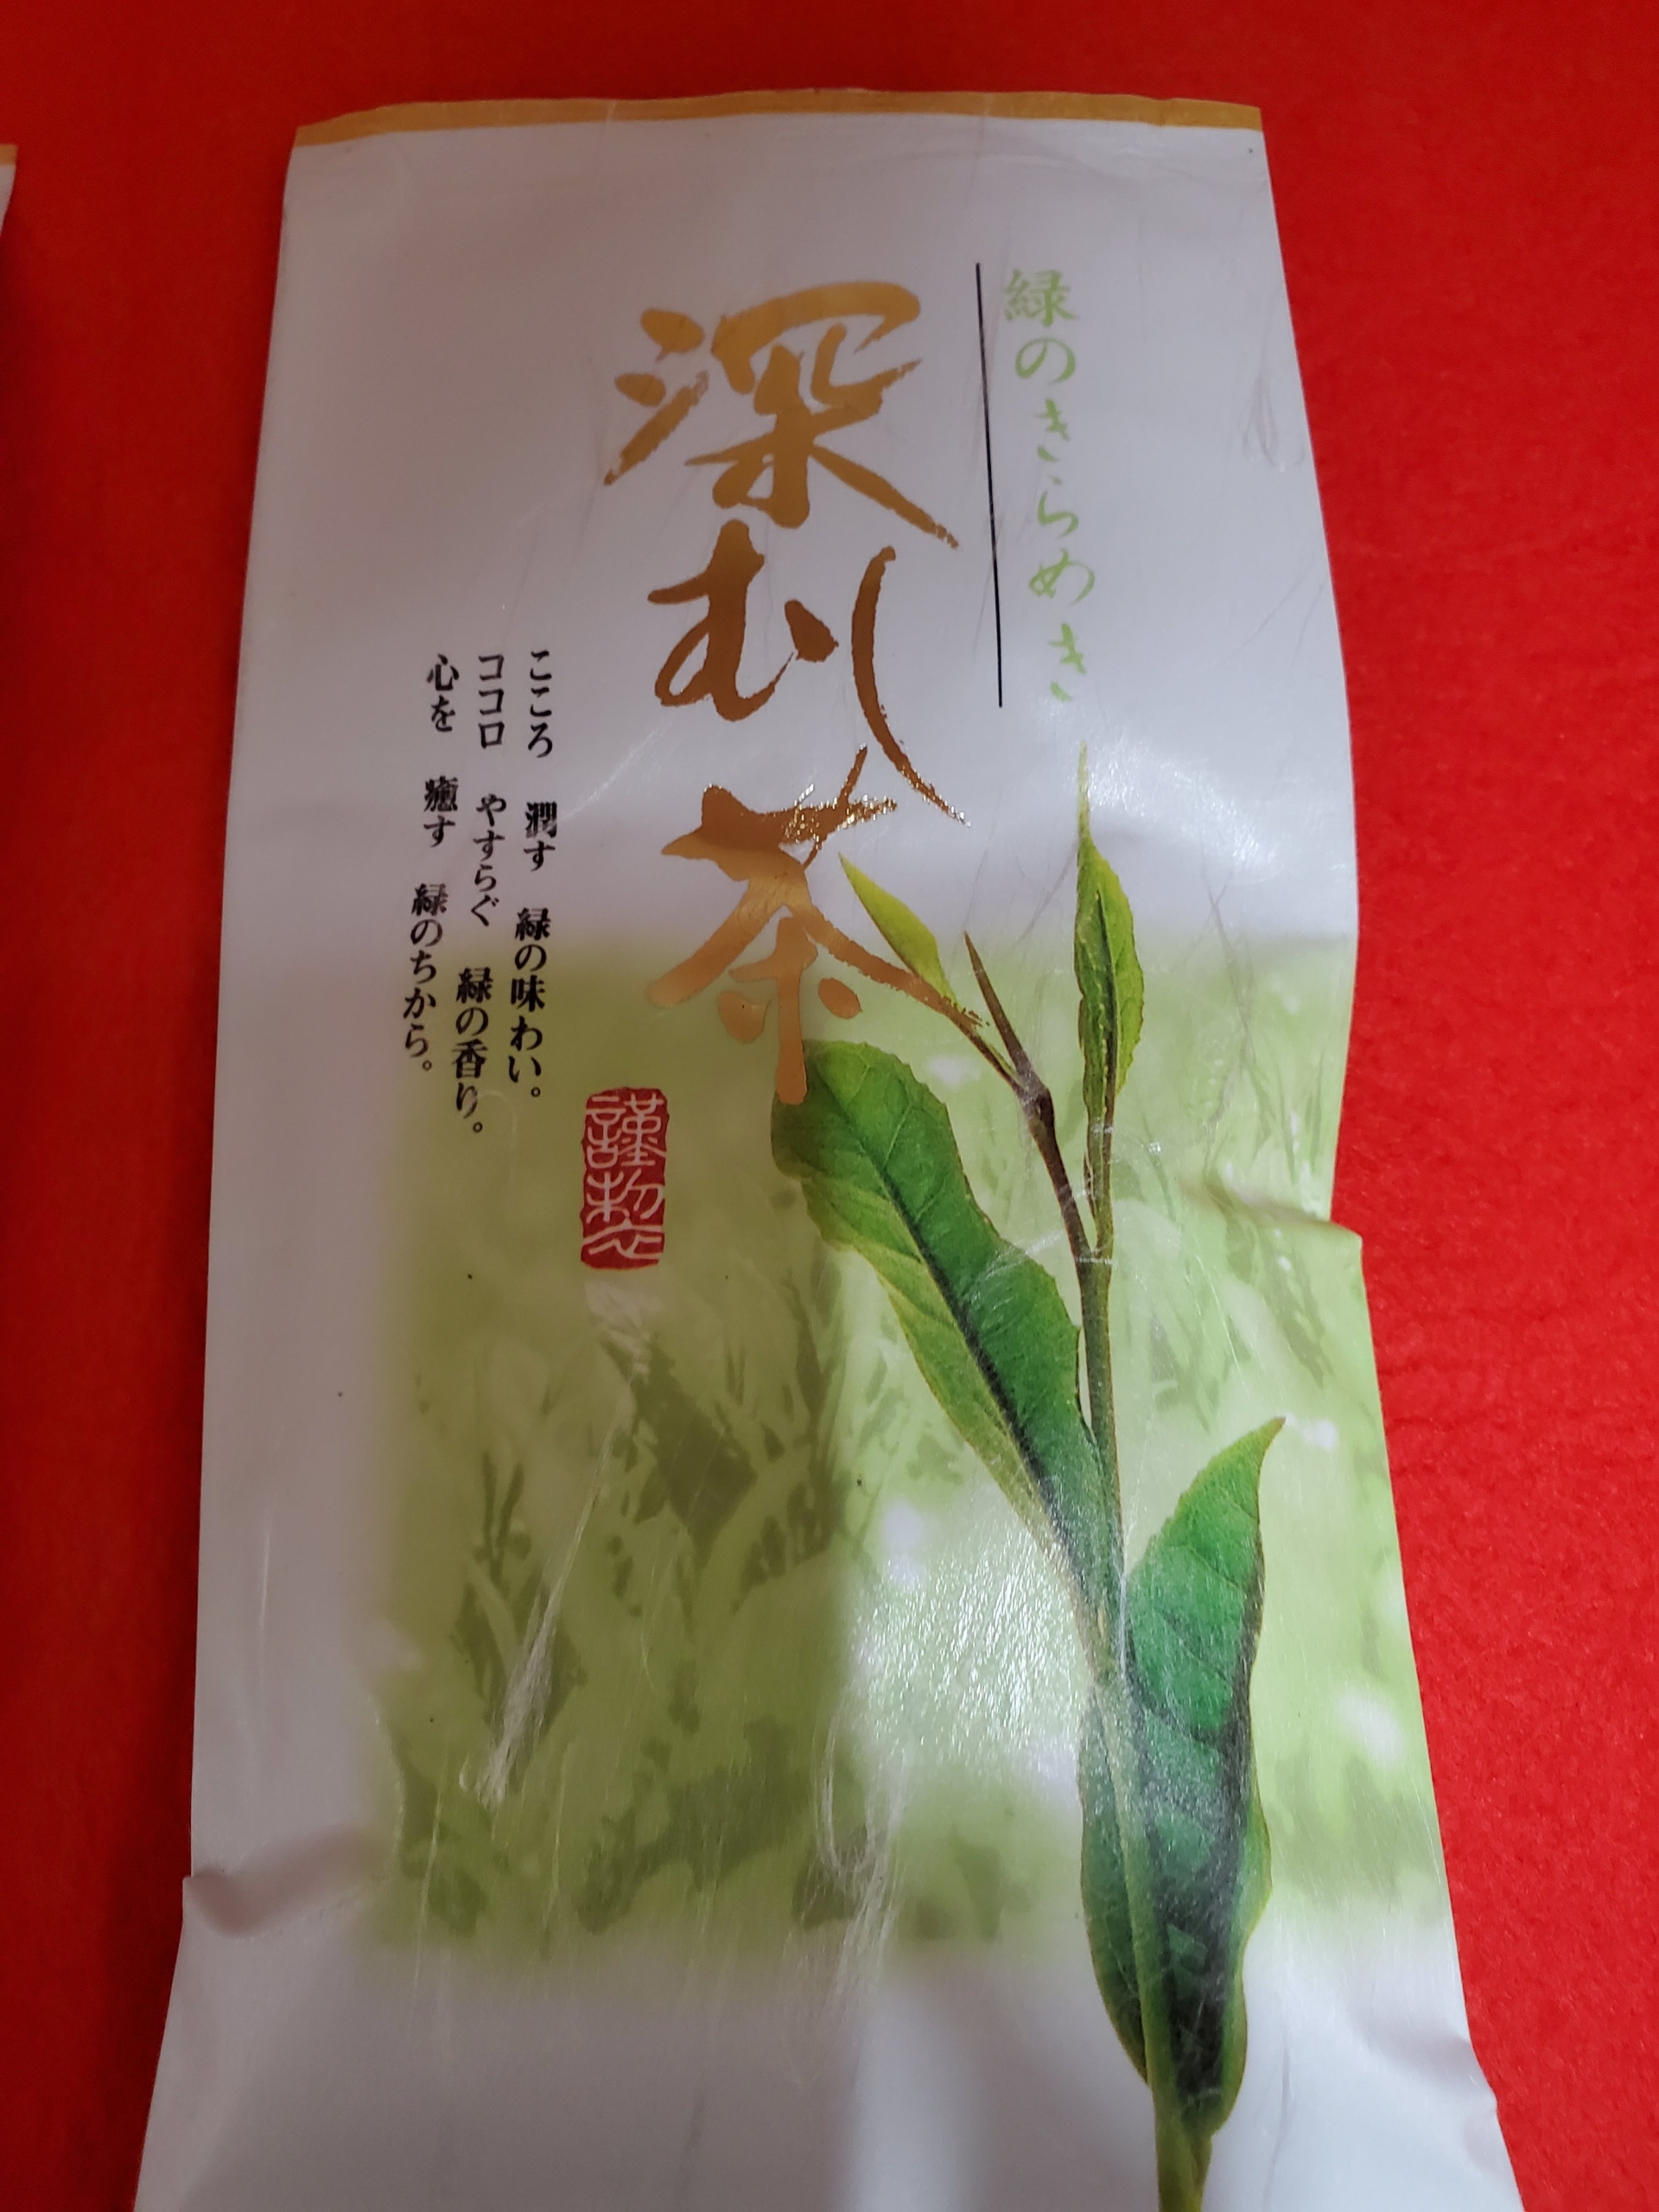 緑のきらめき
深むし茶
こころ 潤す 緑の味わい。
ココロ やすらぐ 緑の香り。
心を 癒す 緑のちから。